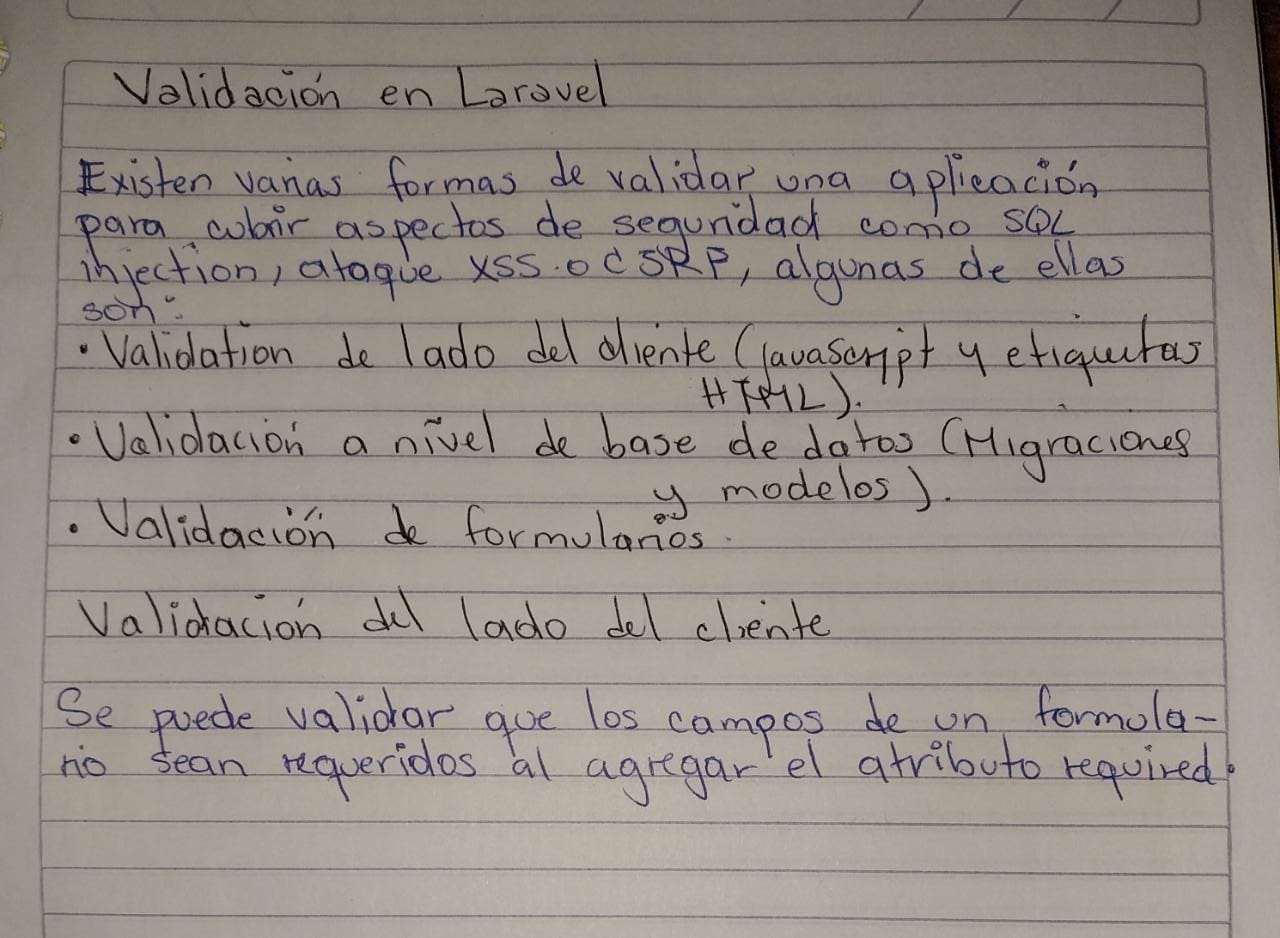 Validación en Laravel
Existen varias formas de validar una aplicación
para cubrir aspectos de seguridad como SQL
injection, ataque XSS o CSRP, algunas de ellas
son:
• Validation de lado del cliente (JavaScript y etiquetas
HTML).
• Validación a nivel de base de datos (Migraciones
y modelos).
• Validación de formularios.
Validación del lado del cliente
Se puede validar que los campos de un formula-
rio sean requeridos al agregar el atributo required.